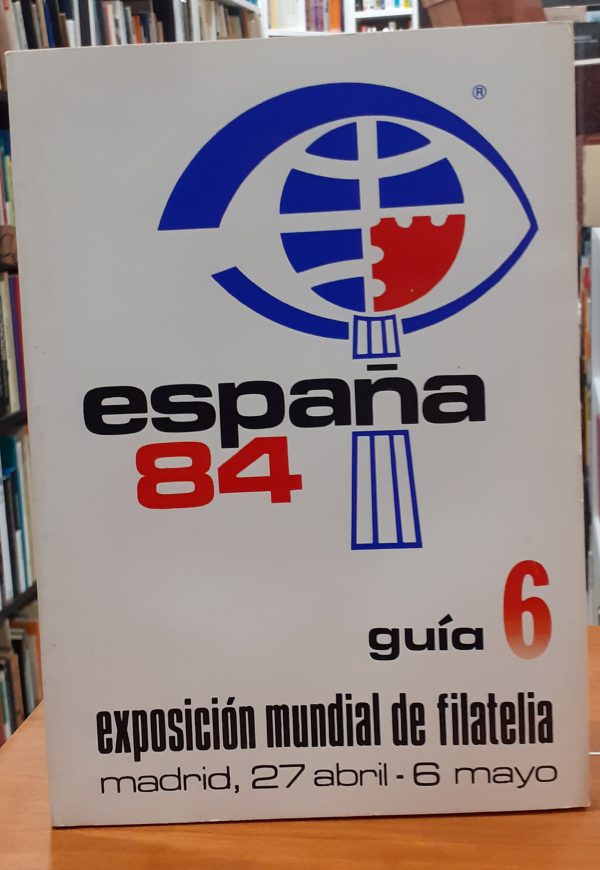 ®
españa
84
guía 6
exposición mundial de filatelia
madrid, 27 abril - 6 mayo